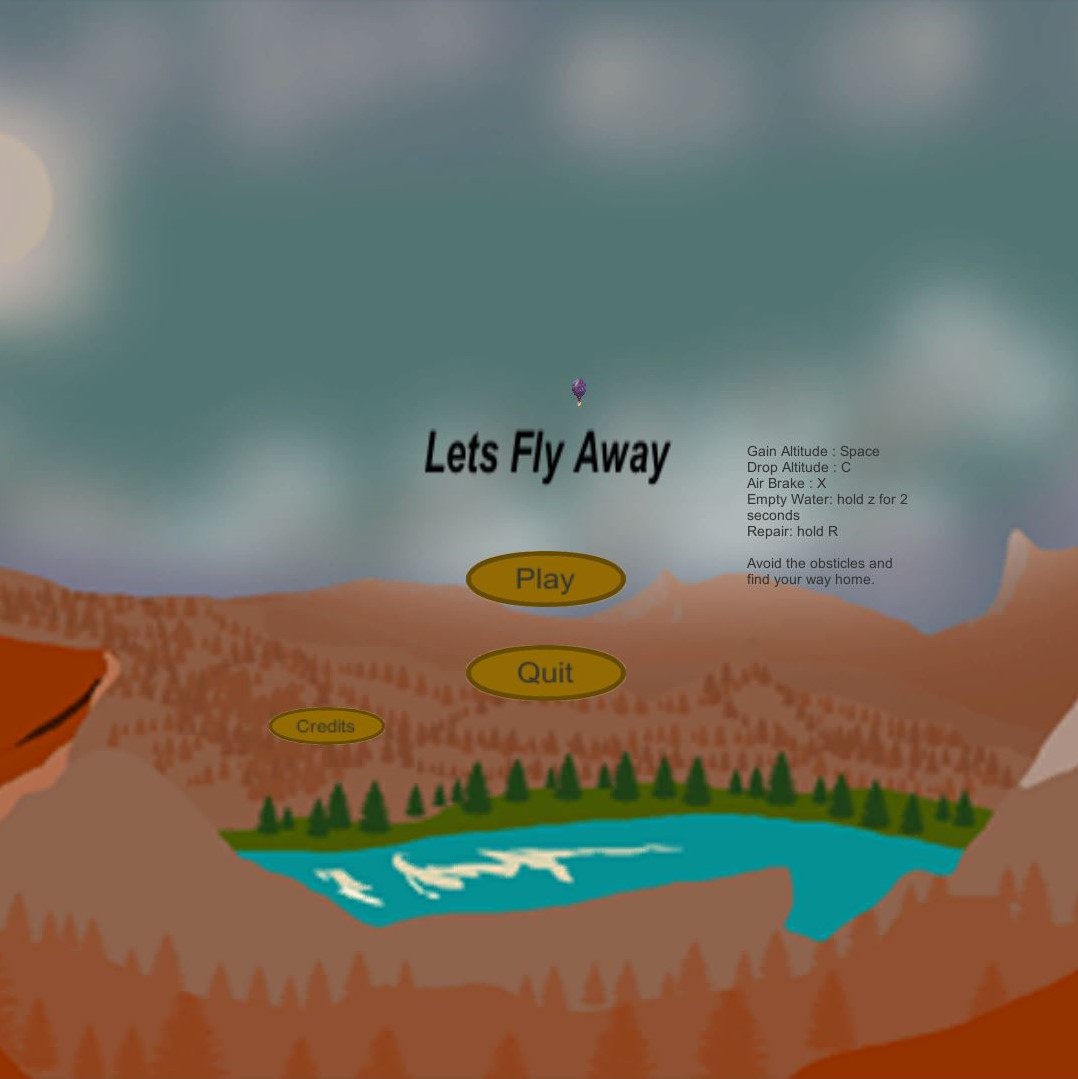 Lets Fly Away
Gain Altitude : Space
Drop Altitude : C
Air Brake : X
Empty Water: hold z for 2
seconds
Repair: hold R
Avoid the obsticles and
find your way home.
Play
Quit
Credits